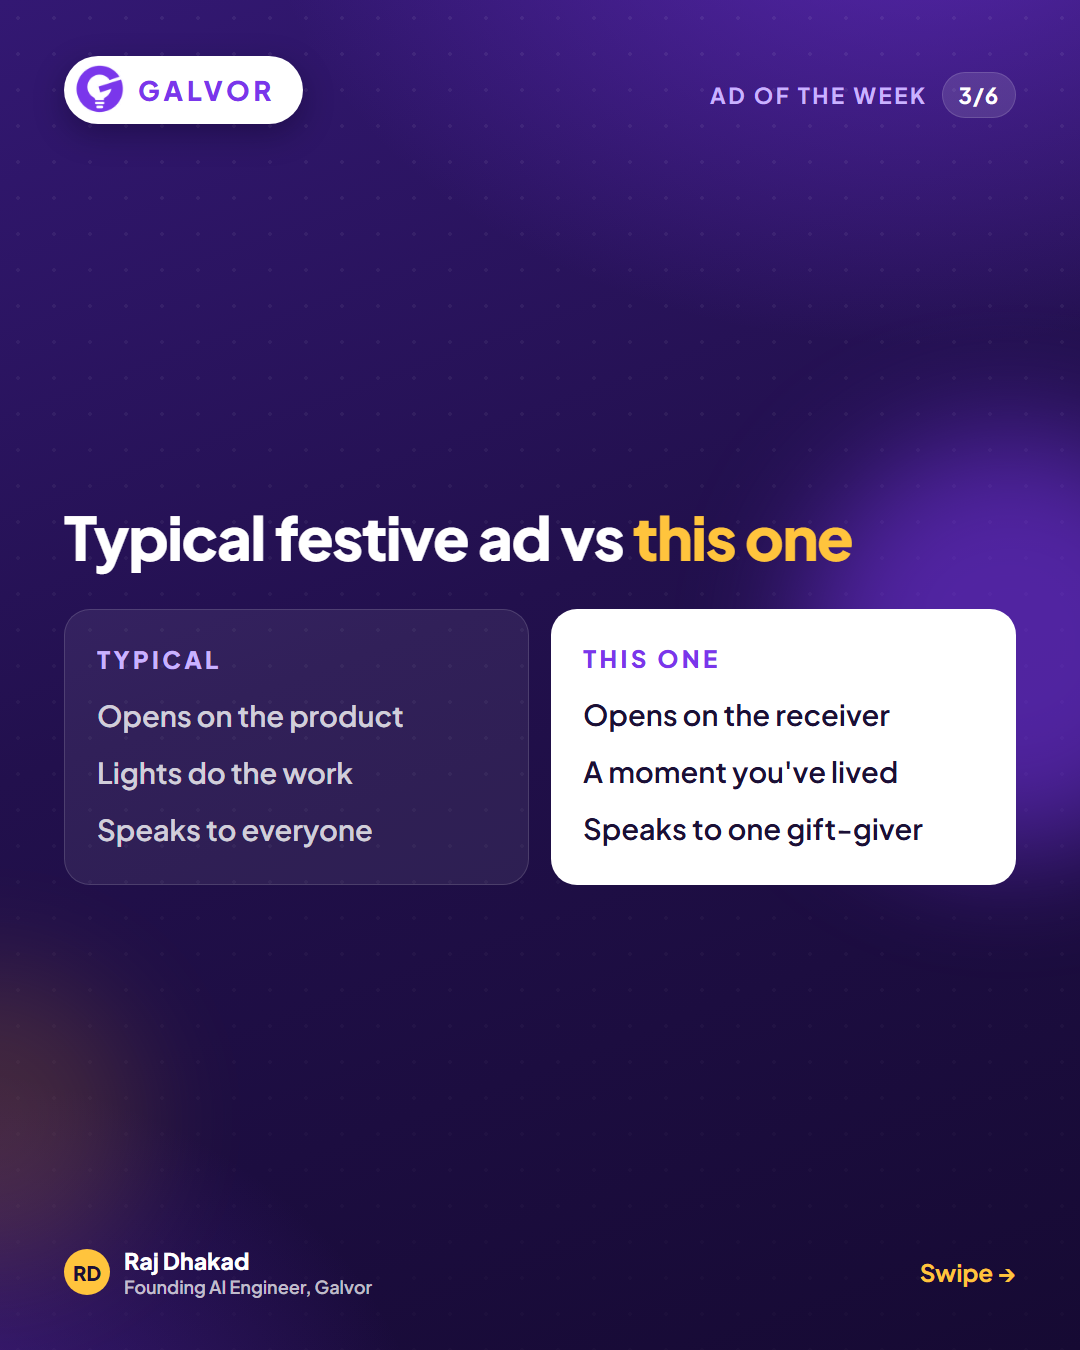 GALVOR
AD OF THE WEEK 3/6
Typical festive ad vs this one
TYPICAL
Opens on the product
Lights do the work
Speaks to everyone
THIS ONE
Opens on the receiver
A moment you've lived
Speaks to one gift-giver
RD
Raj Dhakad
Founding AI Engineer, Galvor
Swipe →